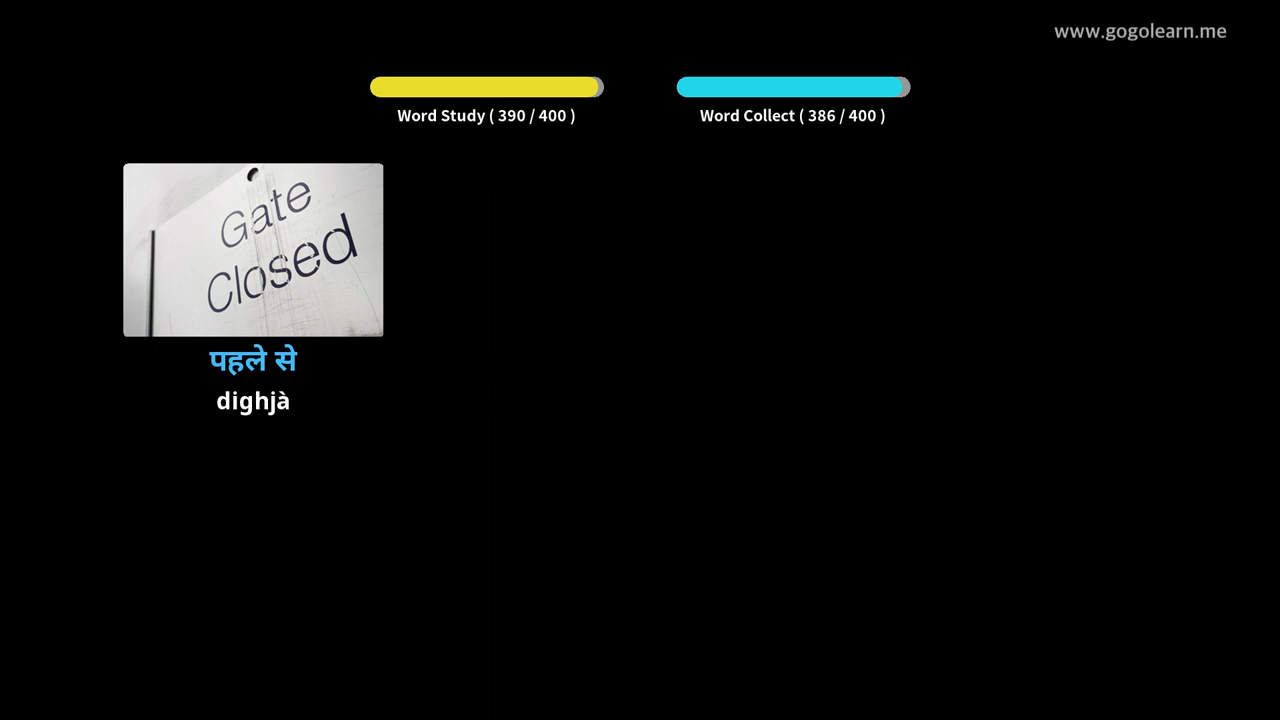 www.gogolearn.me
Word Study ( 390 / 400 )
Word Collect ( 386 / 400 )
Gate
Closed
पहले से
dighjà